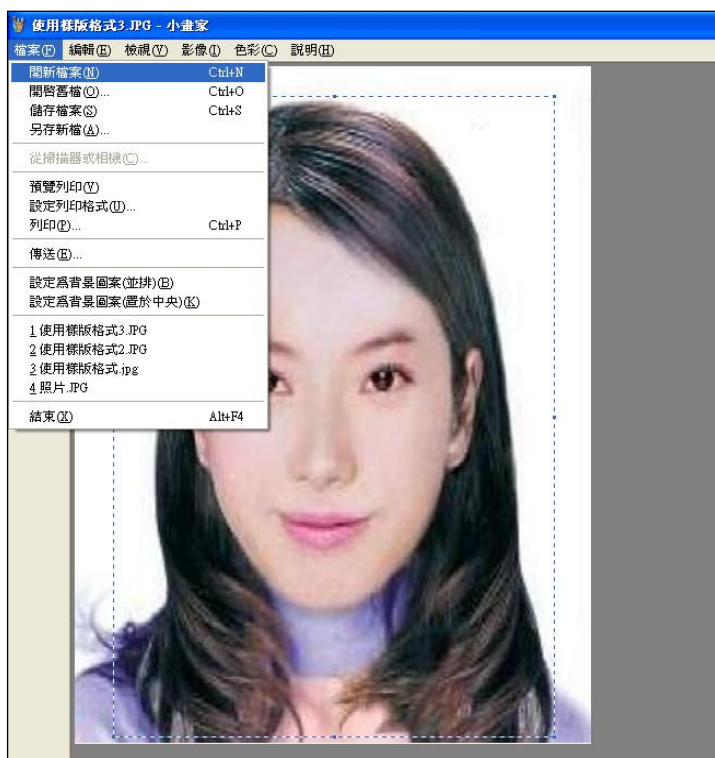 使用樣版格式3.JPG - 小畫家
檔案(F) 編輯(E) 檢視(V) 影像(I) 色彩(C) 說明(H)
開新檔案(N) Ctrl+N
開啓舊檔(O)... Ctrl+O
儲存檔案(S) Ctrl+S
另存新檔(A)...
從掃描器或相機(C)...
預覽列印(V)
設定列印格式(U)...
列印(P)... Ctrl+P
傳送(E)...
設定爲背景圖案(並排)(B)
設定爲背景圖案(置於中央)(K)
1 使用樣版格式3.JPG
2 使用樣版格式2.JPG
3 使用樣版格式.jpg
4 照片.JPG
結束(X) Alt+F4